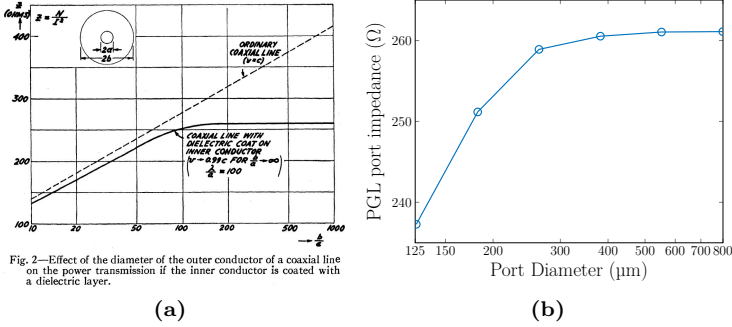 Z
(OHMS)
Z = N / I²
2a
2b
400
300
200
100
ORDINARY
COAXIAL LINE
(v=c)
COAXIAL LINE WITH
DIELECTRIC COAT ON
INNER CONDUCTOR
(v→0.99c FOR b/a→∞
λ/a = 100)
10 20 50 100 200 500 1000
b/a
Fig. 2—Effect of the diameter of the outer conductor of a coaxial line
on the power transmission if the inner conductor is coated with
a dielectric layer.
(a)
PGL port impedance (Ω)
260
250
240
125 150 200 300 400 500 600 700 800
Port Diameter (µm)
(b)